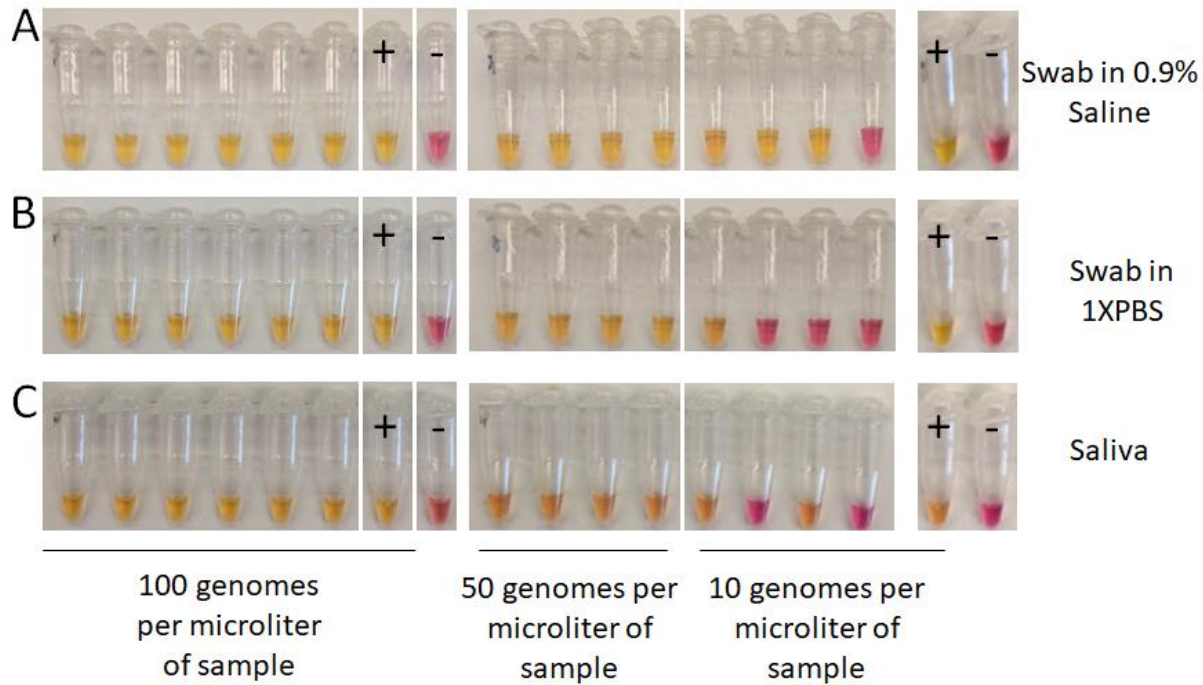 A
+
-
+
-
Swab in 0.9%
Saline
B
+
-
+
-
Swab in
1XPBS
C
+
-
+
-
Saliva
100 genomes
per microliter
of sample
50 genomes per
microliter of
sample
10 genomes per
microliter of
sample